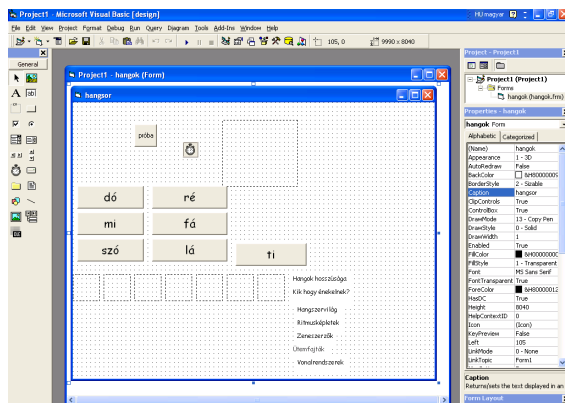 Project1 - Microsoft Visual Basic [design]
HU magyar
File Edit View Project Format Debug Run Query Diagram Tools Add-Ins Window Help
105, 0
9990 x 8040
General
Project1 - hangok (Form)
hangsor
próba
dó
ré
mi
fá
szó
lá
ti
Hangok hosszúsága
Kik hogy énekelnek?
Hangszervilág
Ritmusképletek
Zeneszerzők
Ütemfajták
Vonalrendszerek
Project - Project1
Project1 (Project1)
Forms
hangok (hangok.frm)
Properties - hangok
hangok Form
Alphabetic Categorized
(Name) hangok
Appearance 1 - 3D
AutoRedraw False
BackColor &H80000009
BorderStyle 2 - Sizable
Caption hangsor
ClipControls True
ControlBox True
DrawMode 13 - Copy Pen
DrawStyle 0 - Solid
DrawWidth 1
Enabled True
FillColor &H0000000C
FillStyle 1 - Transparent
Font MS Sans Serif
FontTransparent True
ForeColor &H80000012
HasDC True
Height 8040
HelpContextID 0
Icon (Icon)
KeyPreview False
Left 105
LinkMode 0 - None
LinkTopic Form1
Caption
Returns/sets the text displayed in an
Form Layout